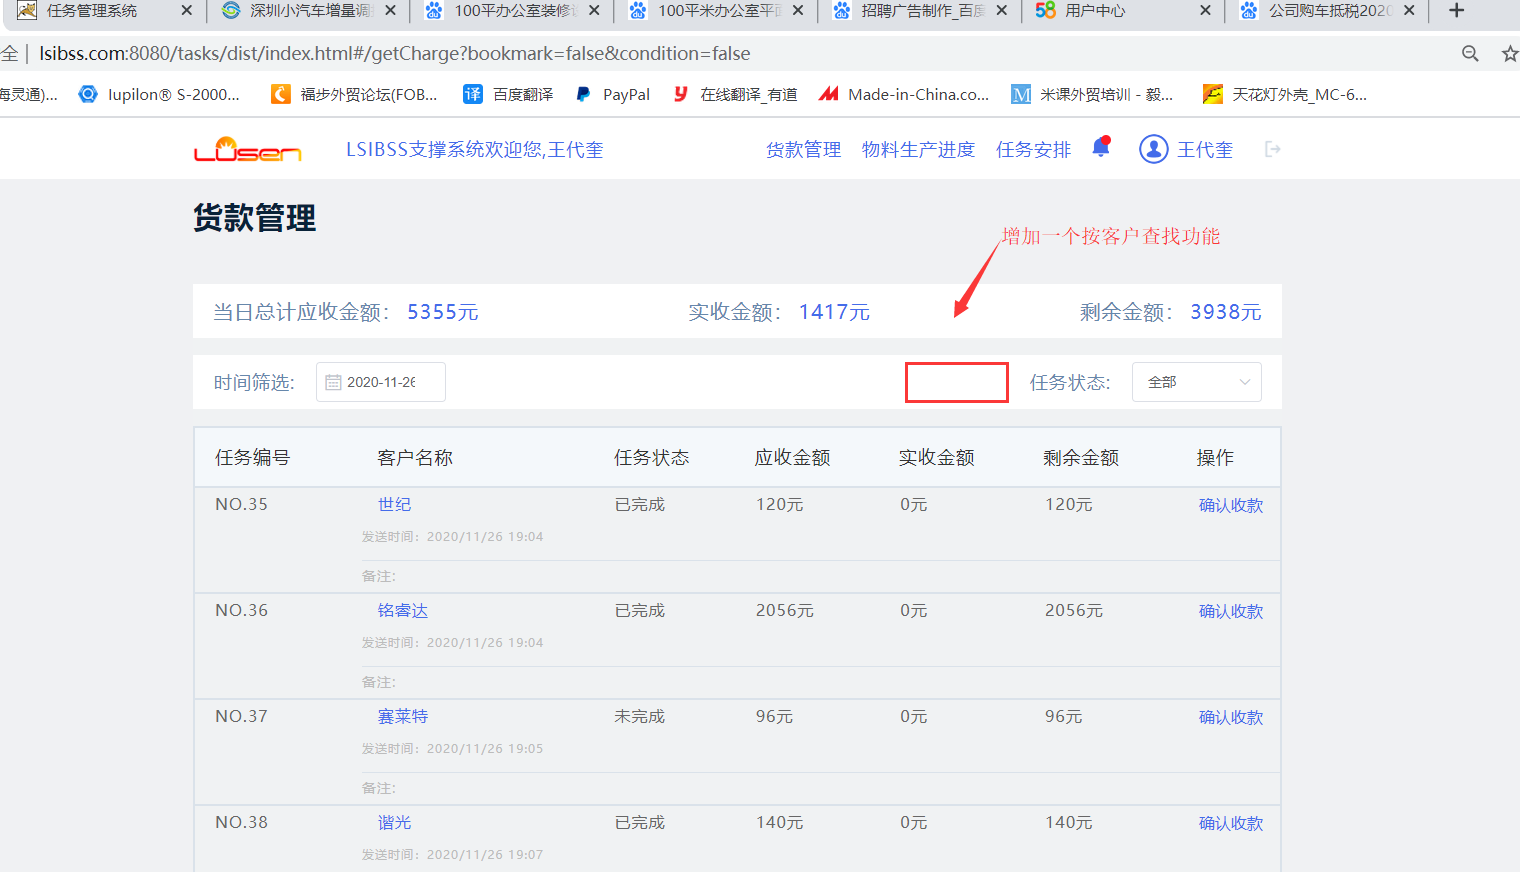 任务管理系统
深圳小汽车增量调
100平办公室装修
100平米办公室平
招聘广告制作_百度
用户中心
公司购车抵税2020
全 | lsibss.com:8080/tasks/dist/index.html#/getCharge?bookmark=false&condition=false
海灵通)... Iupilon® S-2000... 福步外贸论坛(FOB... 百度翻译 PayPal 在线翻译_有道 Made-in-China.co... 米课外贸培训 - 毅... 天花灯外壳_MC-6...
Lusen LSIBSS支撑系统欢迎您,王代奎 货款管理 物料生产进度 任务安排 王代奎
货款管理
增加一个按客户查找功能
当日总计应收金额： 5355元 实收金额： 1417元 剩余金额： 3938元
时间筛选: 2020-11-26 任务状态: 全部
任务编号 客户名称 任务状态 应收金额 实收金额 剩余金额 操作
NO.35 世纪 已完成 120元 0元 120元 确认收款
发送时间：2020/11/26 19:04
备注:
NO.36 铭睿达 已完成 2056元 0元 2056元 确认收款
发送时间：2020/11/26 19:04
备注:
NO.37 赛莱特 未完成 96元 0元 96元 确认收款
发送时间：2020/11/26 19:05
备注:
NO.38 谐光 已完成 140元 0元 140元 确认收款
发送时间：2020/11/26 19:07